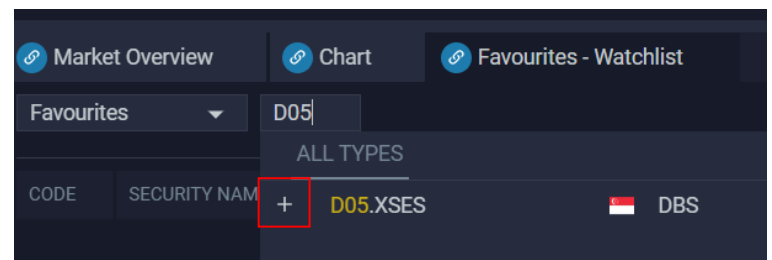 Market Overview Chart Favourites - Watchlist
Favourites D05
ALL TYPES
CODE SECURITY NAM
+ D05.XSES DBS